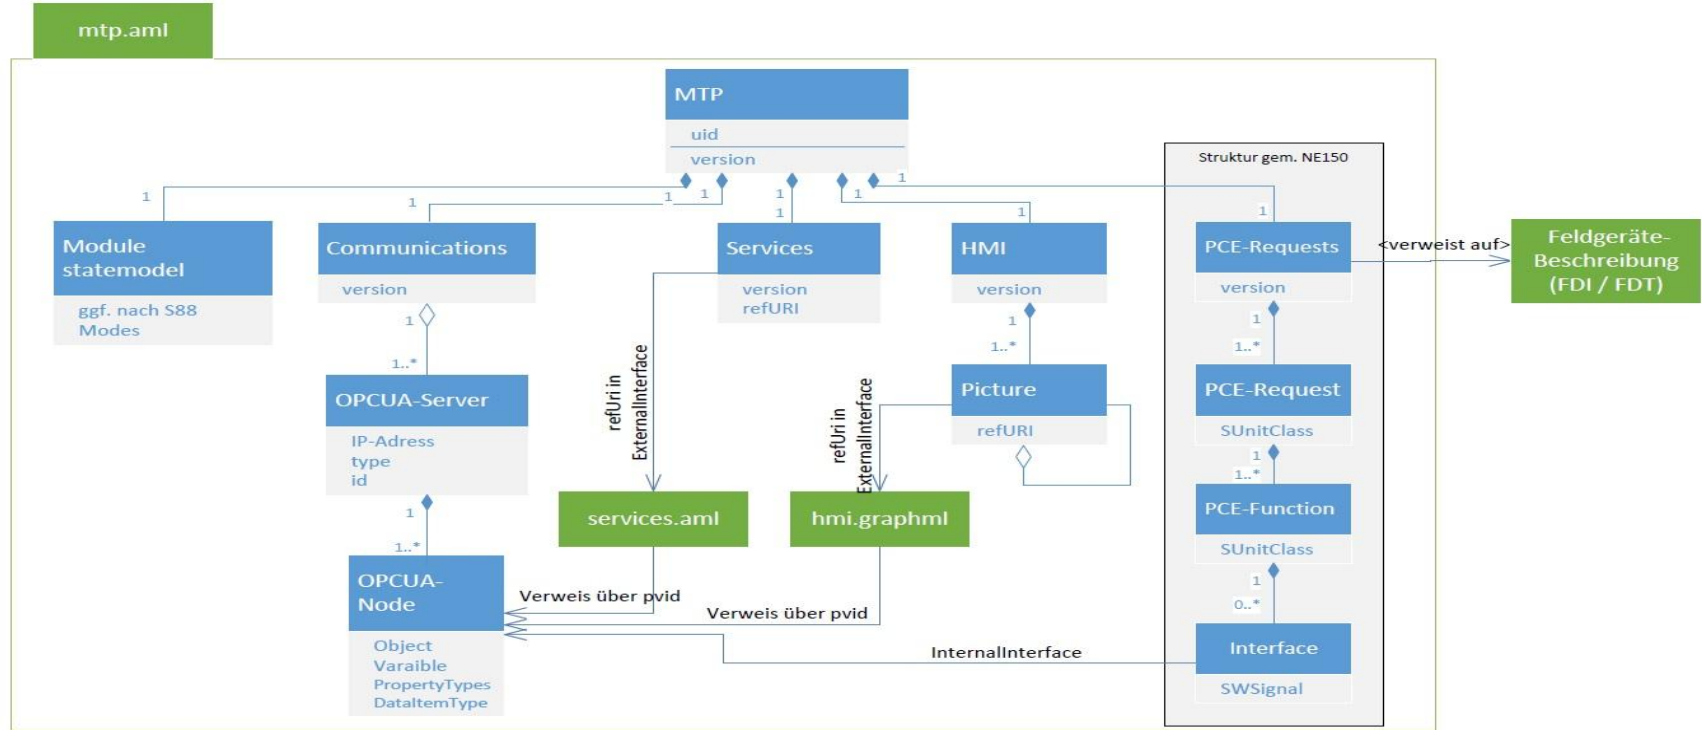 mtp.aml
MTP
uid
version
Struktur gem. NE150
1
1
1
1
1
1
1
1
1
1
Module
statemodel
ggf. nach S88
Modes
Communications
version
1
1..*
OPCUA-Server
IP-Adress
type
id
1
1..*
OPCUA-
Node
Object
Varaible
PropertyTypes
DataItemType
Services
version
refURI
refUri in
ExternalInterface
services.aml
Verweis über pvid
HMI
version
1
1..*
Picture
refURI
refUri in
ExternalInterface
hmi.graphml
Verweis über pvid
InternalInterface
PCE-Requests
version
1
1..*
PCE-Request
SUnitClass
1
1..*
PCE-Function
SUnitClass
1
0..*
Interface
SWSignal
<verweist auf>
Feldgeräte-
Beschreibung
(FDI / FDT)